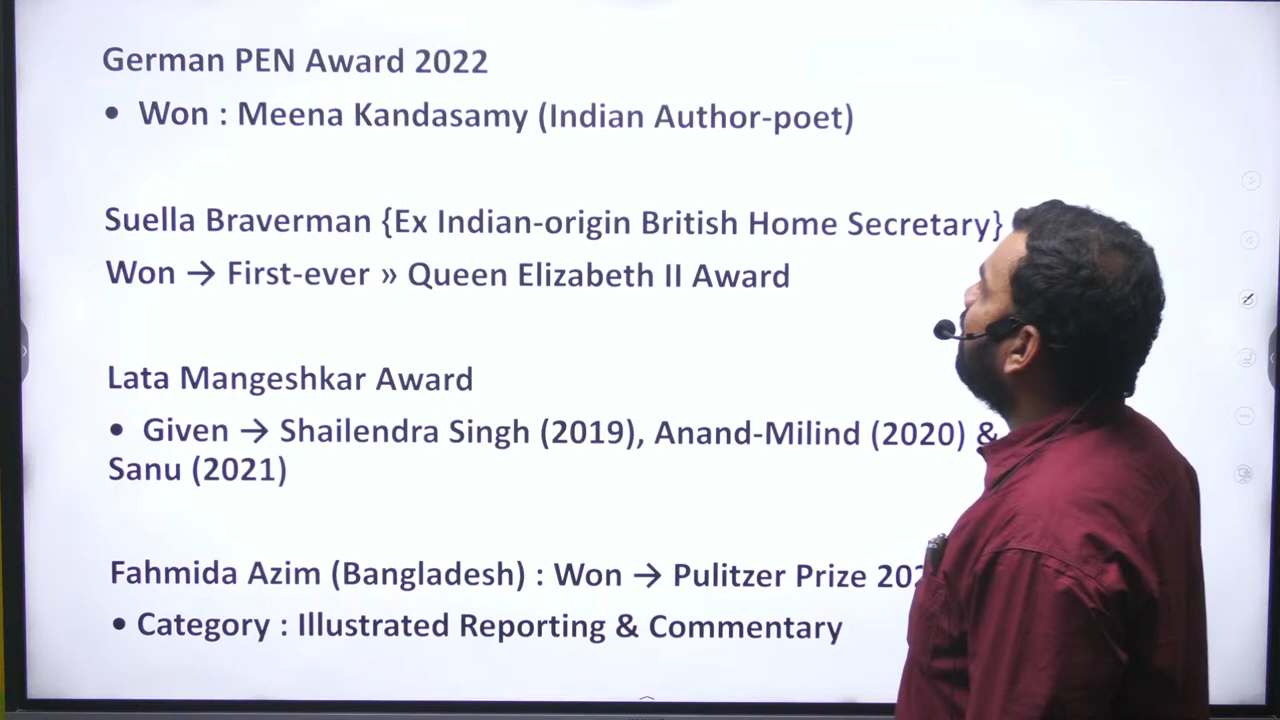 German PEN Award 2022
• Won : Meena Kandasamy (Indian Author-poet)
Suella Braverman {Ex Indian-origin British Home Secretary}
Won → First-ever » Queen Elizabeth II Award
Lata Mangeshkar Award
• Given → Shailendra Singh (2019), Anand-Milind (2020) &
Sanu (2021)
Fahmida Azim (Bangladesh) : Won → Pulitzer Prize
• Category : Illustrated Reporting & Commentary